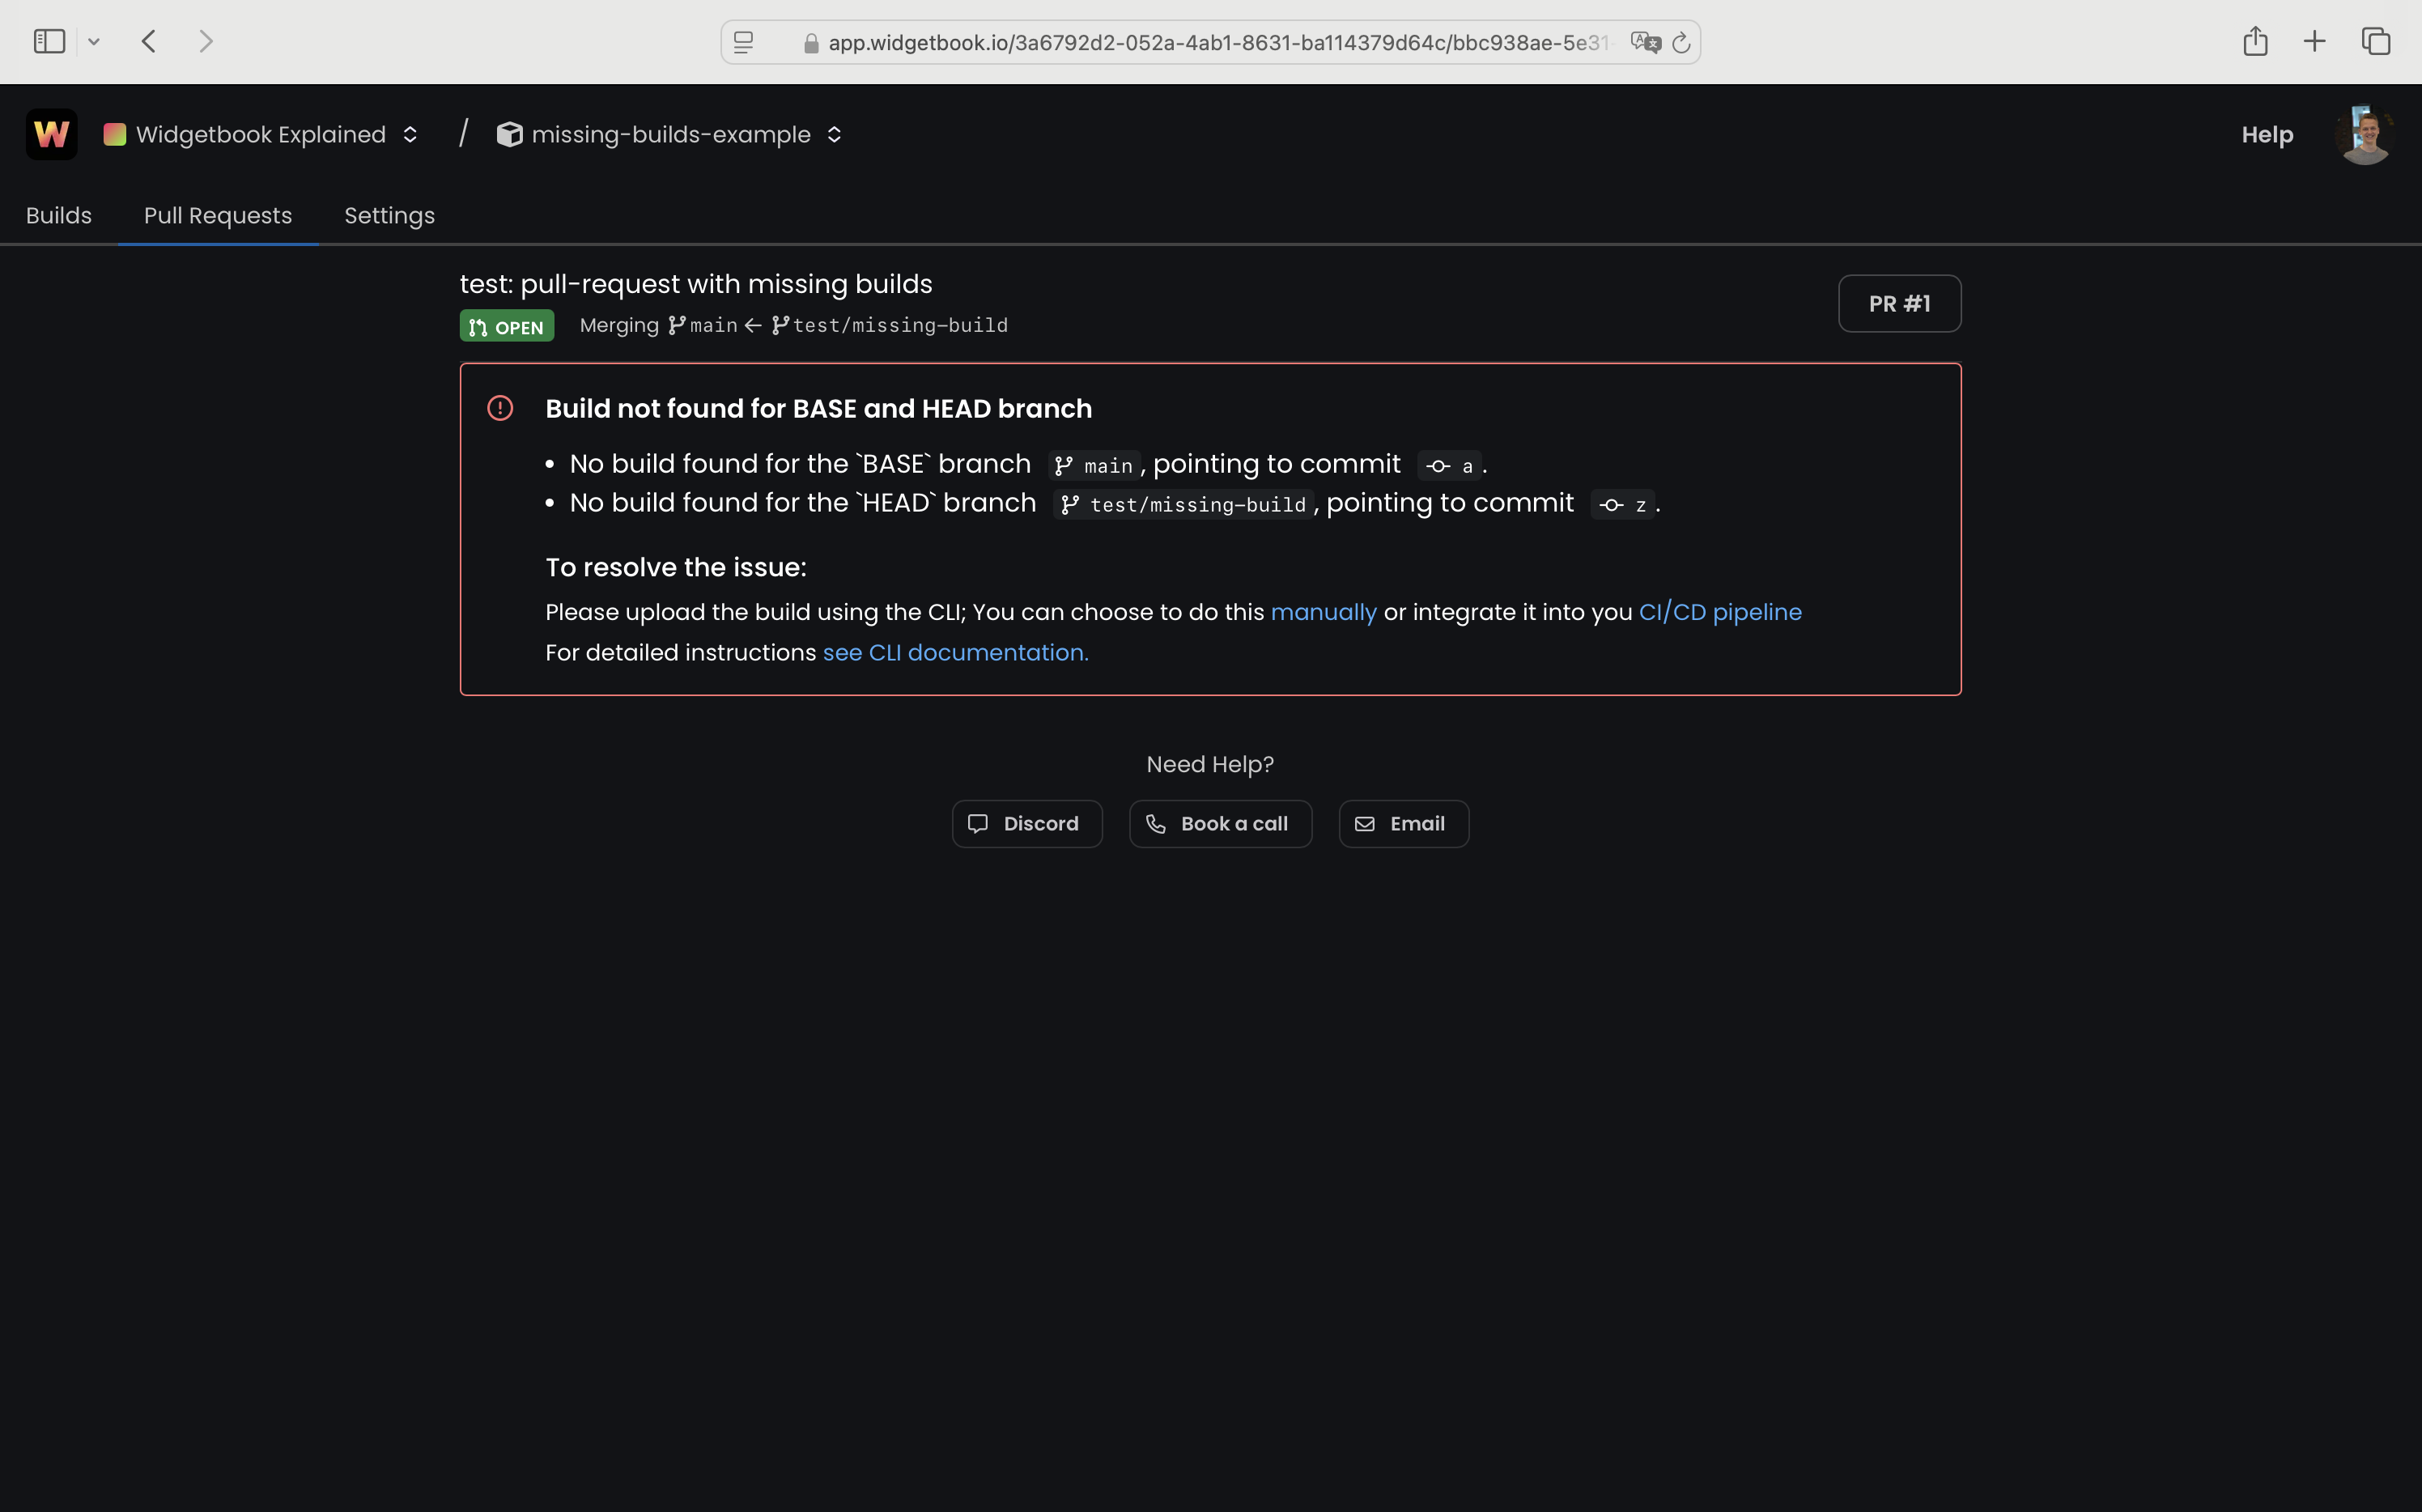 app.widgetbook.io/3a6792d2-052a-4ab1-8631-ba114379d64c/bbc938ae-5e31-
W Widgetbook Explained / missing-builds-example Help
Builds Pull Requests Settings
test: pull-request with missing builds
PR #1
OPEN Merging main ← test/missing-build
Build not found for BASE and HEAD branch
• No build found for the `BASE` branch main, pointing to commit a.
• No build found for the `HEAD` branch test/missing-build, pointing to commit z.
To resolve the issue:
Please upload the build using the CLI; You can choose to do this manually or integrate it into you CI/CD pipeline
For detailed instructions see CLI documentation.
Need Help?
Discord Book a call Email